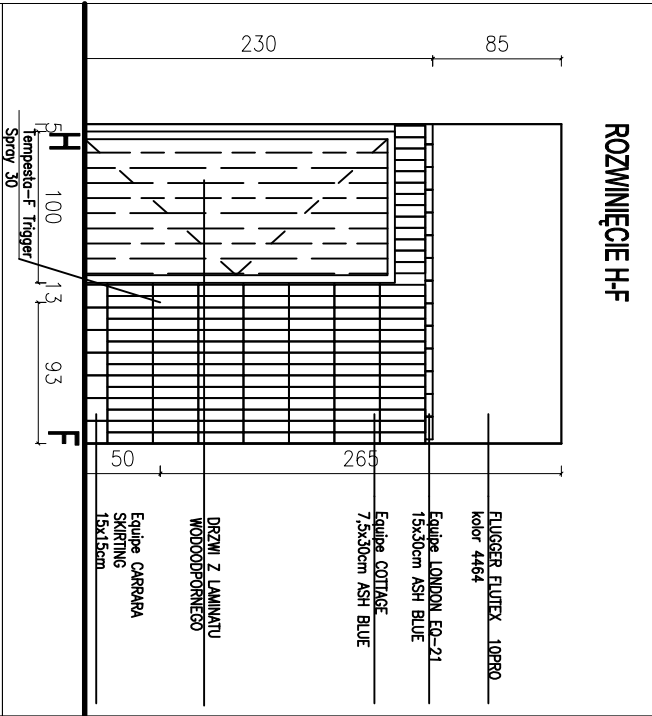 ROZWINIĘCIE H-F
230
85
FLUGGER FLUTEX 10PRO
kolor 4464
Equipe LONDON EQ-21
15x30cm ASH BLUE
Equipe COTTAGE
7,5x30cm ASH BLUE
DRZWI Z LAMINATU
WODOODPORNEGO
Equipe CARRARA
SKIRTING
15x15cm
50
265
H
F
5
100
13
93
Tempesta-F Trigger
Spray 30